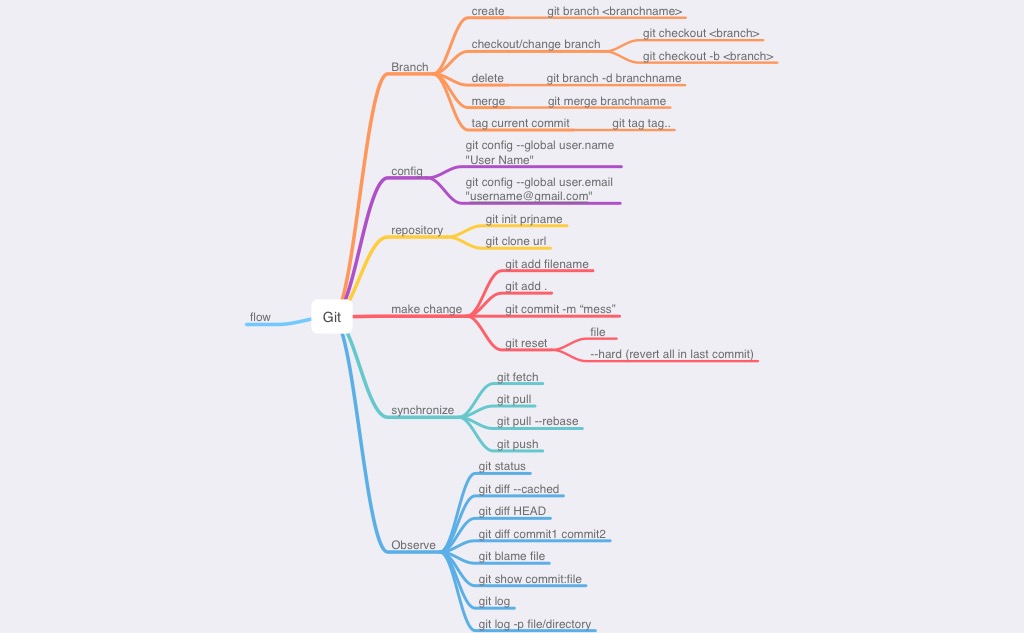 create git branch <branchname>
git checkout <branch>
checkout/change branch
git checkout -b <branch>
Branch
delete git branch -d branchname
merge git merge branchname
tag current commit git tag tag..
git config --global user.name
"User Name"
config
git config --global user.email
"username@gmail.com"
git init prjname
repository
git clone url
git add filename
git add .
make change
git commit -m “mess”
flow
Git
file
git reset
--hard (revert all in last commit)
git fetch
git pull
synchronize
git pull --rebase
git push
git status
git diff --cached
git diff HEAD
git diff commit1 commit2
Observe
git blame file
git show commit:file
git log
git log -p file/directory